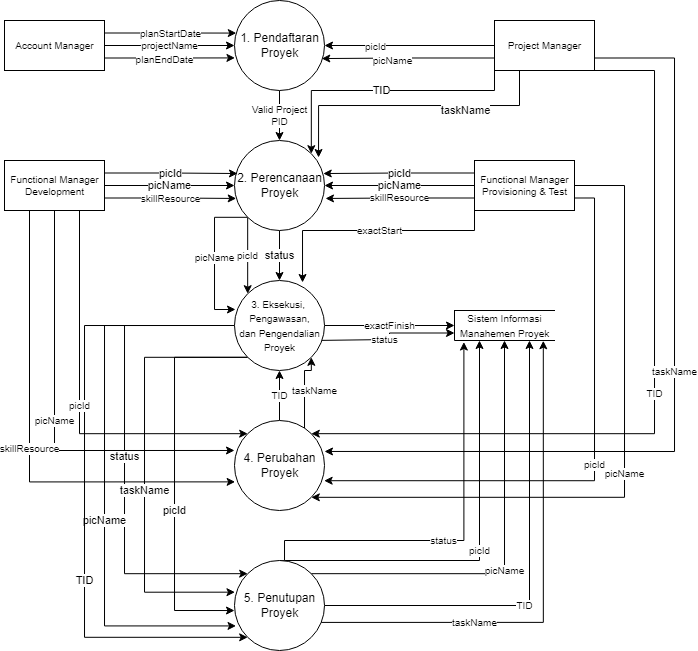 planStartDate
Account Manager
projectName
planEndDate
1. Pendaftaran
Proyek
picId
picName
Project Manager
TID
taskName
Valid Project
PID
Functional Manager
Development
picId
picName
skillResource
2. Perencanaan
Proyek
picId
picName
skillResource
Functional Manager
Provisioning & Test
exactStart
picName
picId
status
3. Eksekusi,
Pengawasan,
dan Pengendalian
Proyek
exactFinish
status
Sistem Informasi
Manahemen Proyek
taskName
TID
TID
taskName
picId
picName
skillResource
4. Perubahan
Proyek
picId
picName
status
taskName
picId
picName
TID
status
picId
picName
5. Penutupan
Proyek
TID
taskName